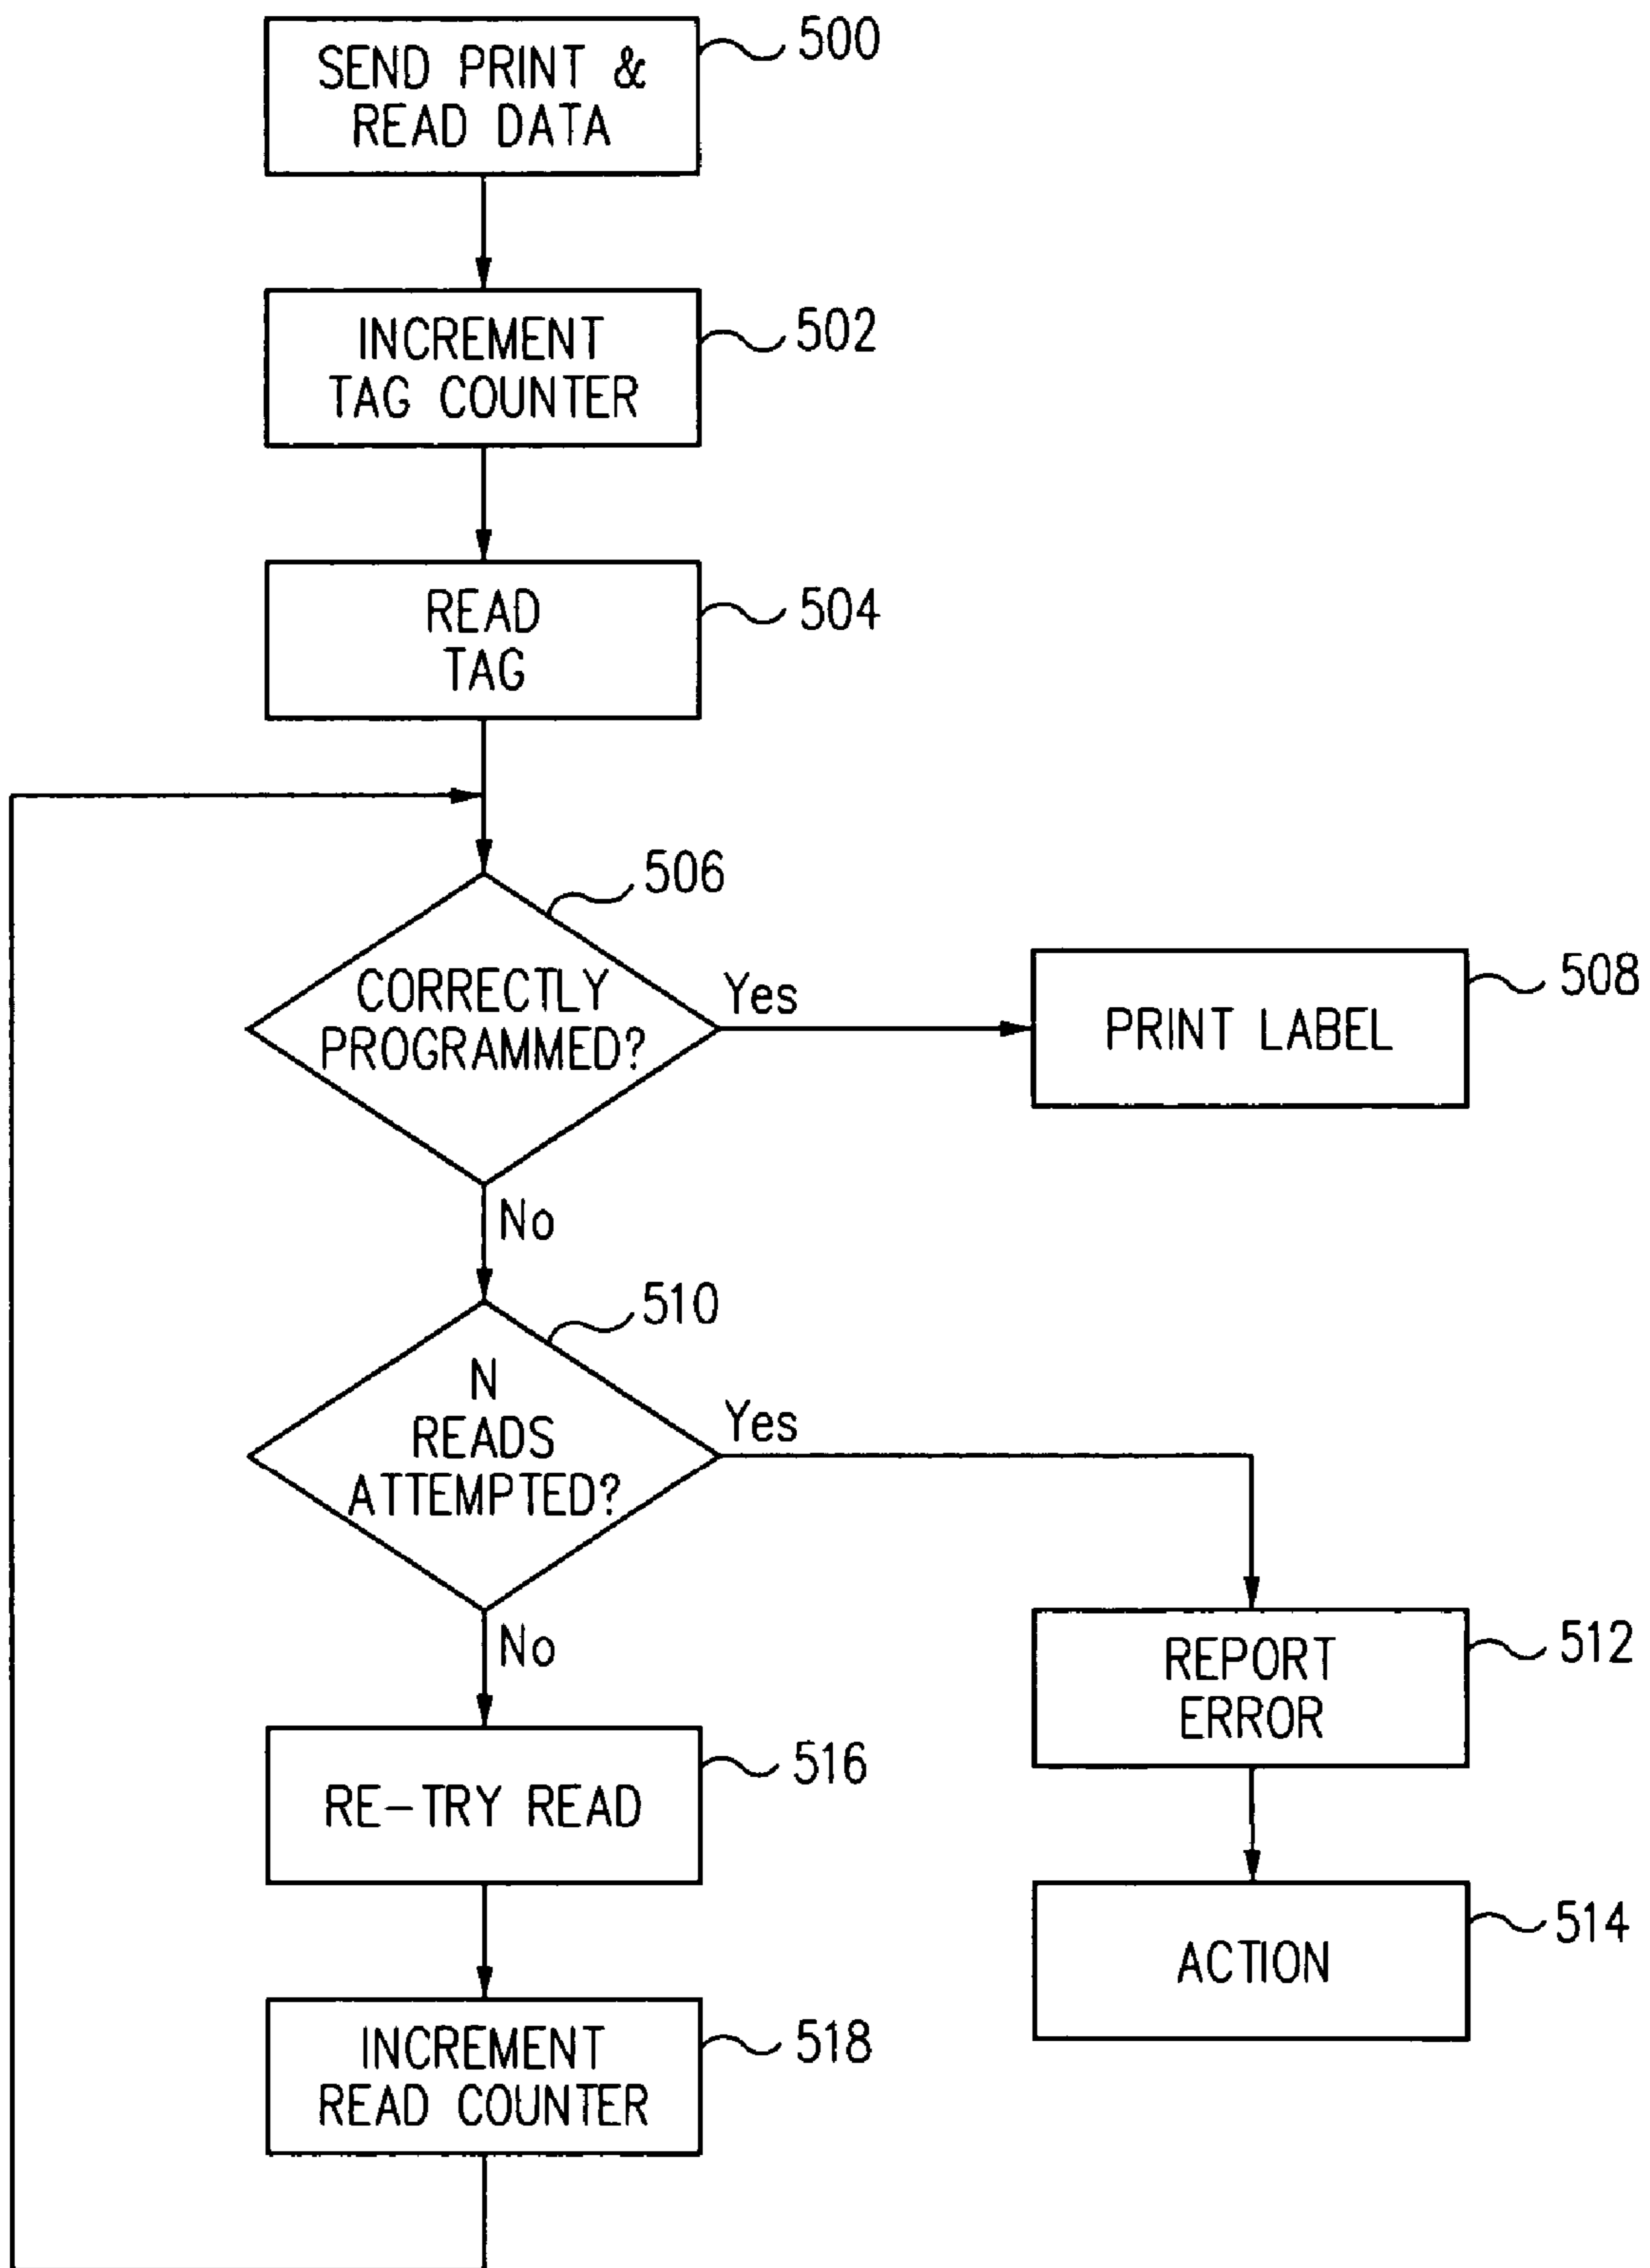 SEND PRINT &
READ DATA
500
INCREMENT
TAG COUNTER
502
READ
TAG
504
506
CORRECTLY
PROGRAMMED?
Yes
PRINT LABEL
508
No
510
N
READS
ATTEMPTED?
Yes
No
REPORT
ERROR
512
RE-TRY READ
516
ACTION
514
INCREMENT
READ COUNTER
518